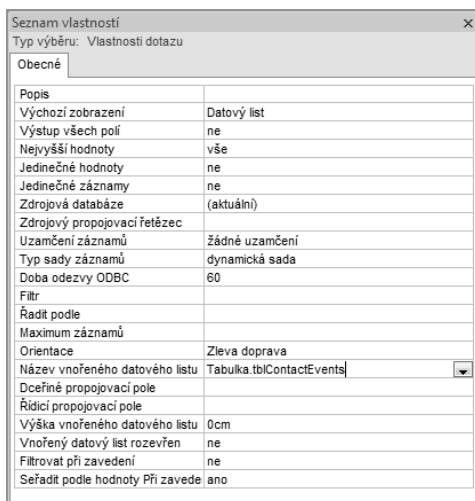 Seznam vlastností
Typ výběru: Vlastnosti dotazu
Obecné
Popis
Výchozí zobrazení Datový list
Výstup všech polí ne
Nejvyšší hodnoty vše
Jedinečné hodnoty ne
Jedinečné záznamy ne
Zdrojová databáze (aktuální)
Zdrojový propojovací řetězec
Uzamčení záznamů žádné uzamčení
Typ sady záznamů dynamická sada
Doba odezvy ODBC 60
Filtr
Řadit podle
Maximum záznamů
Orientace Zleva doprava
Název vnořeného datového listu Tabulka.tblContactEvents
Dceřiné propojovací pole
Řídicí propojovací pole
Výška vnořeného datového listu 0cm
Vnořený datový list rozevřen ne
Filtrovat při zavedení ne
Seřadit podle hodnoty Při zavede ano